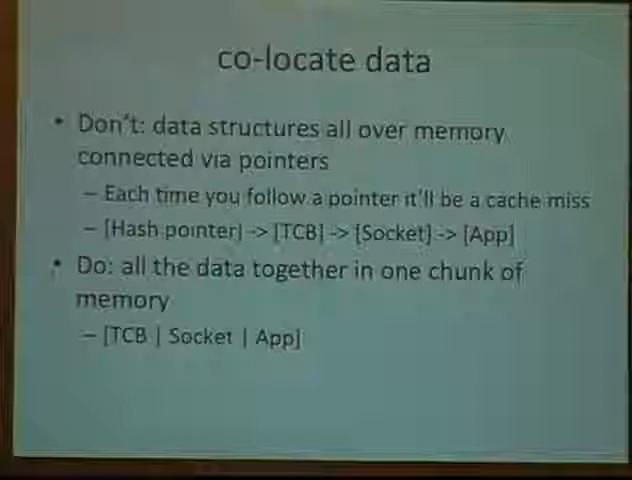 co-locate data
• Don't: data structures all over memory
connected via pointers
– Each time you follow a pointer it'll be a cache miss
– [Hash pointer] -> [TCB] -> [Socket] -> [App]
• Do: all the data together in one chunk of
memory
– [TCB | Socket | App]